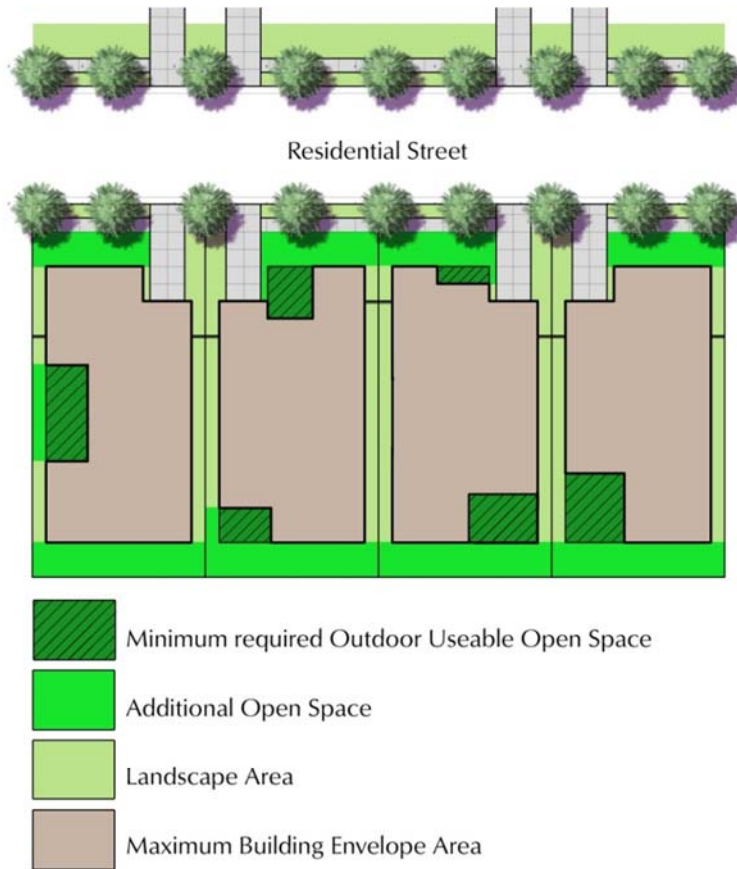 Residential Street
Minimum required Outdoor Useable Open Space
Additional Open Space
Landscape Area
Maximum Building Envelope Area